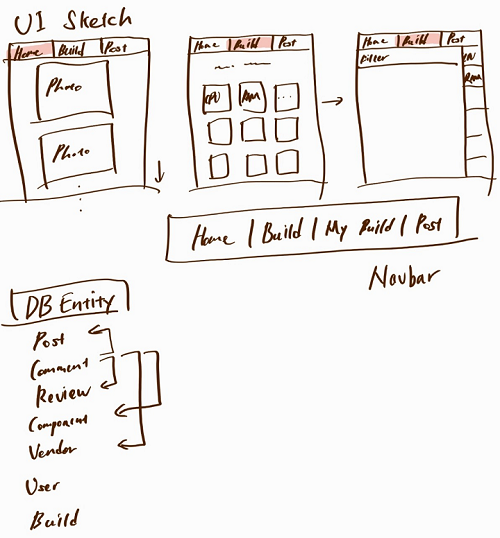 UI Sketch
Home Build Post
Photo
Photo
Home Build Post
CPU RAM ...
Home Build Post
Filter
RAM
Home | Build | My Build | Post
Navbar
DB Entity
Post
Comment
Review
Component
Vendor
User
Build